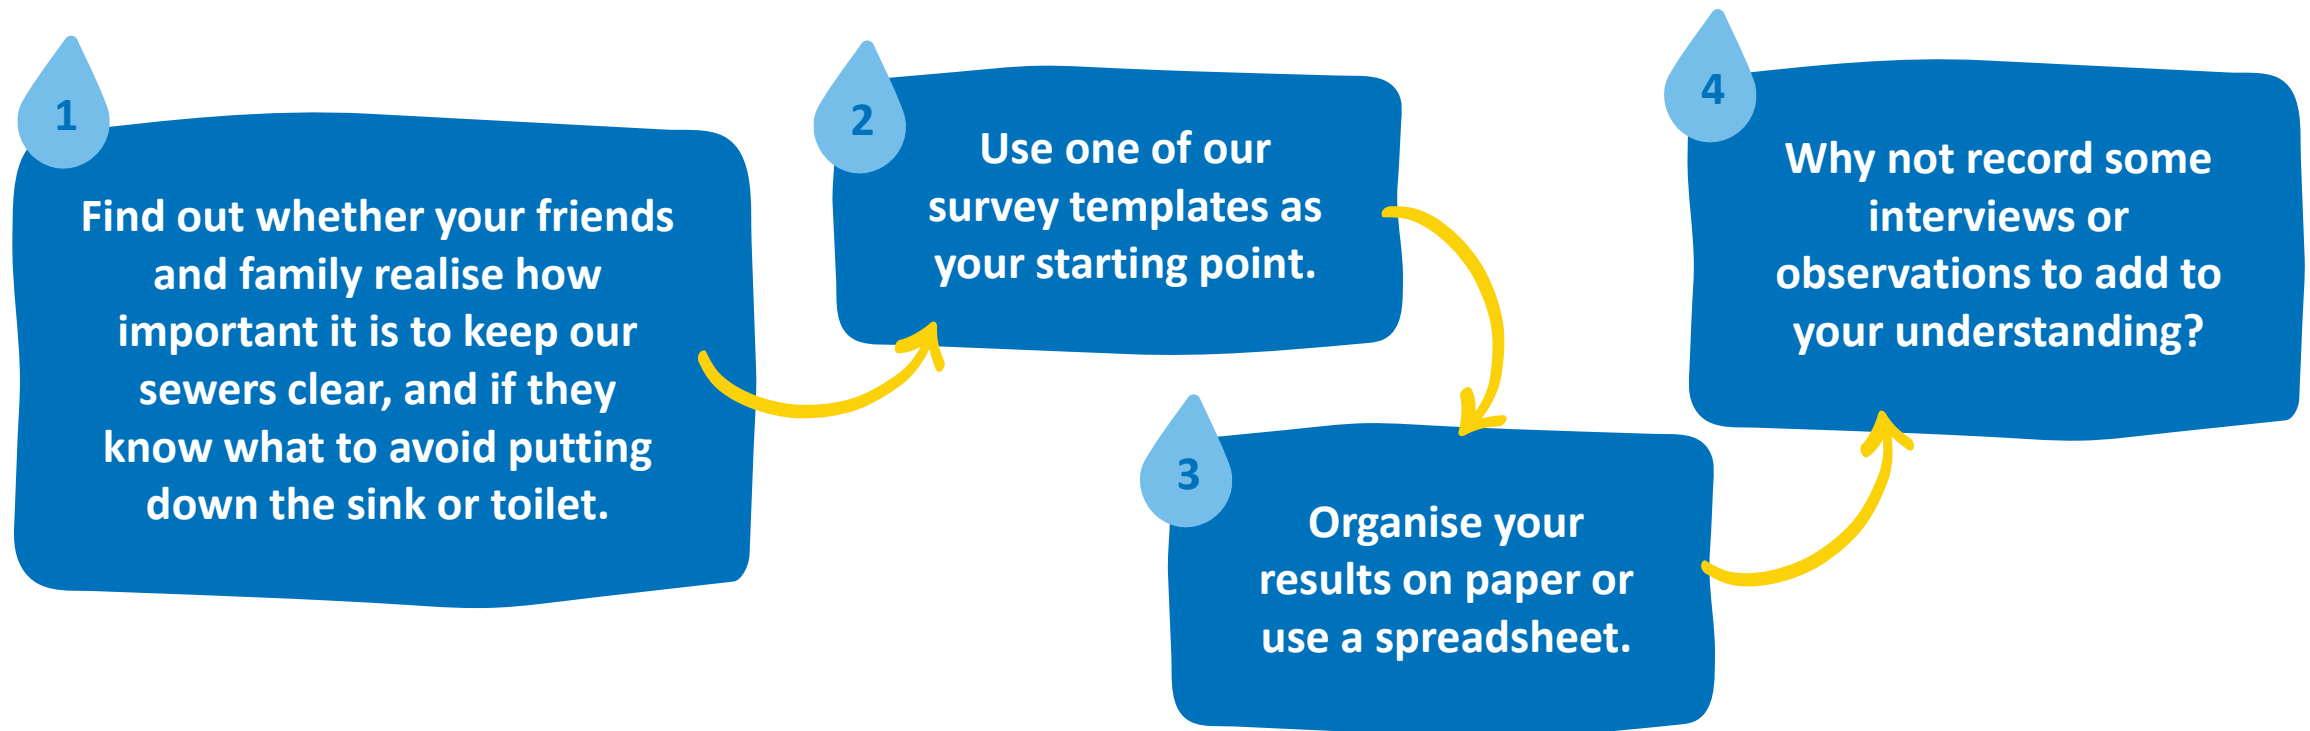 1
Find out whether your friends
and family realise how
important it is to keep our
sewers clear, and if they
know what to avoid putting
down the sink or toilet.
2
Use one of our
survey templates as
your starting point.
3
Organise your
results on paper or
use a spreadsheet.
4
Why not record some
interviews or
observations to add to
your understanding?